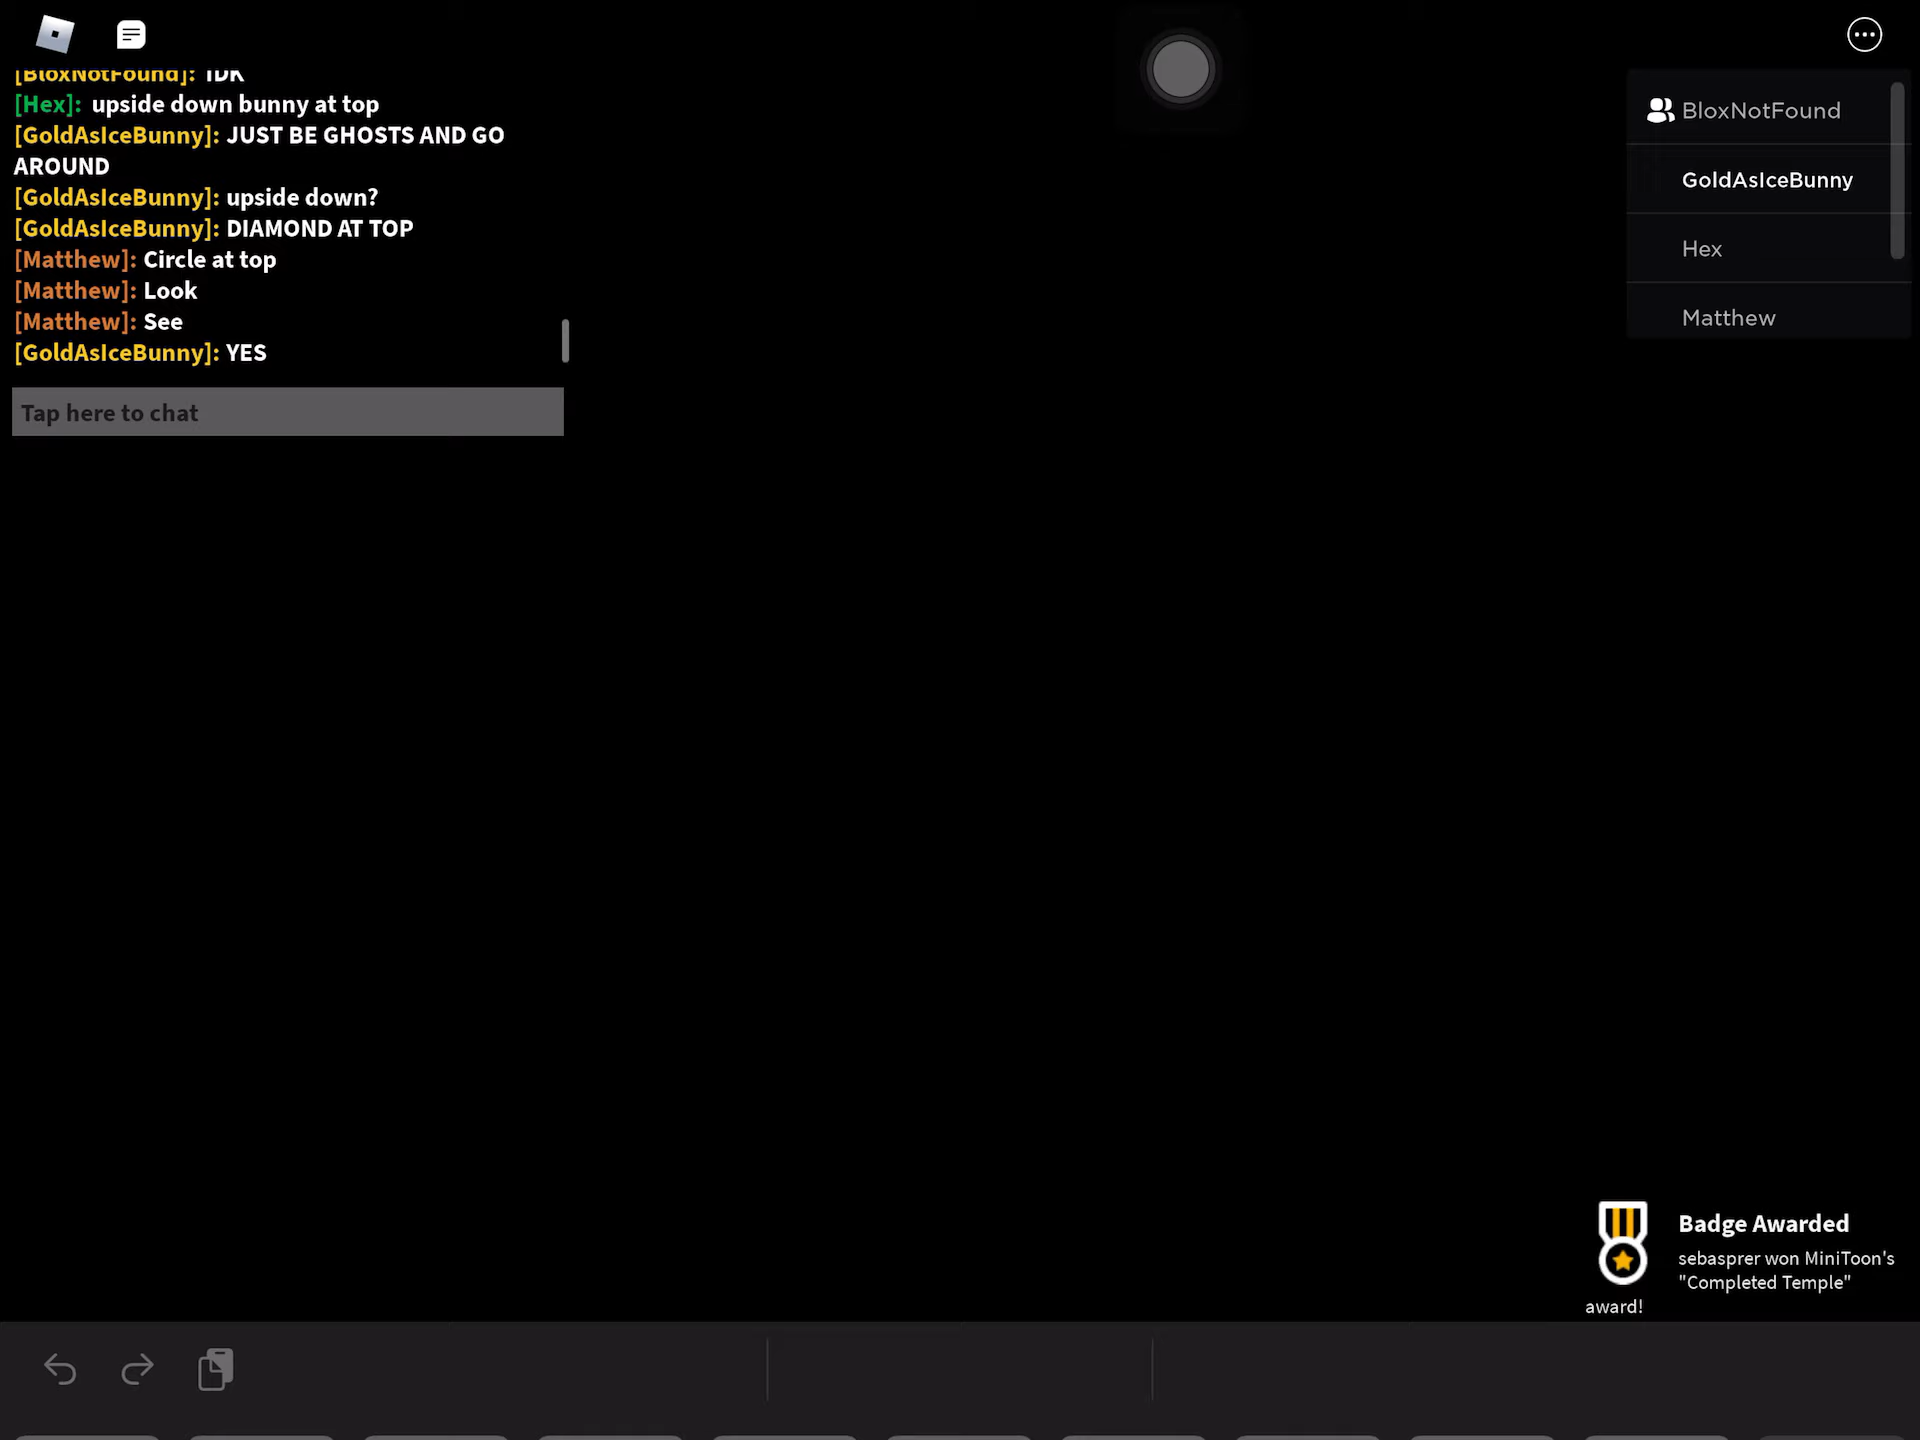 [BloxNotFound]: IDK
[Hex]: upside down bunny at top
[GoldAsIceBunny]: JUST BE GHOSTS AND GO
AROUND
[GoldAsIceBunny]: upside down?
[GoldAsIceBunny]: DIAMOND AT TOP
[Matthew]: Circle at top
[Matthew]: Look
[Matthew]: See
[GoldAsIceBunny]: YES
Tap here to chat
BloxNotFound
GoldAsIceBunny
Hex
Matthew
Badge Awarded
sebasprer won MiniToon's
"Completed Temple"
award!